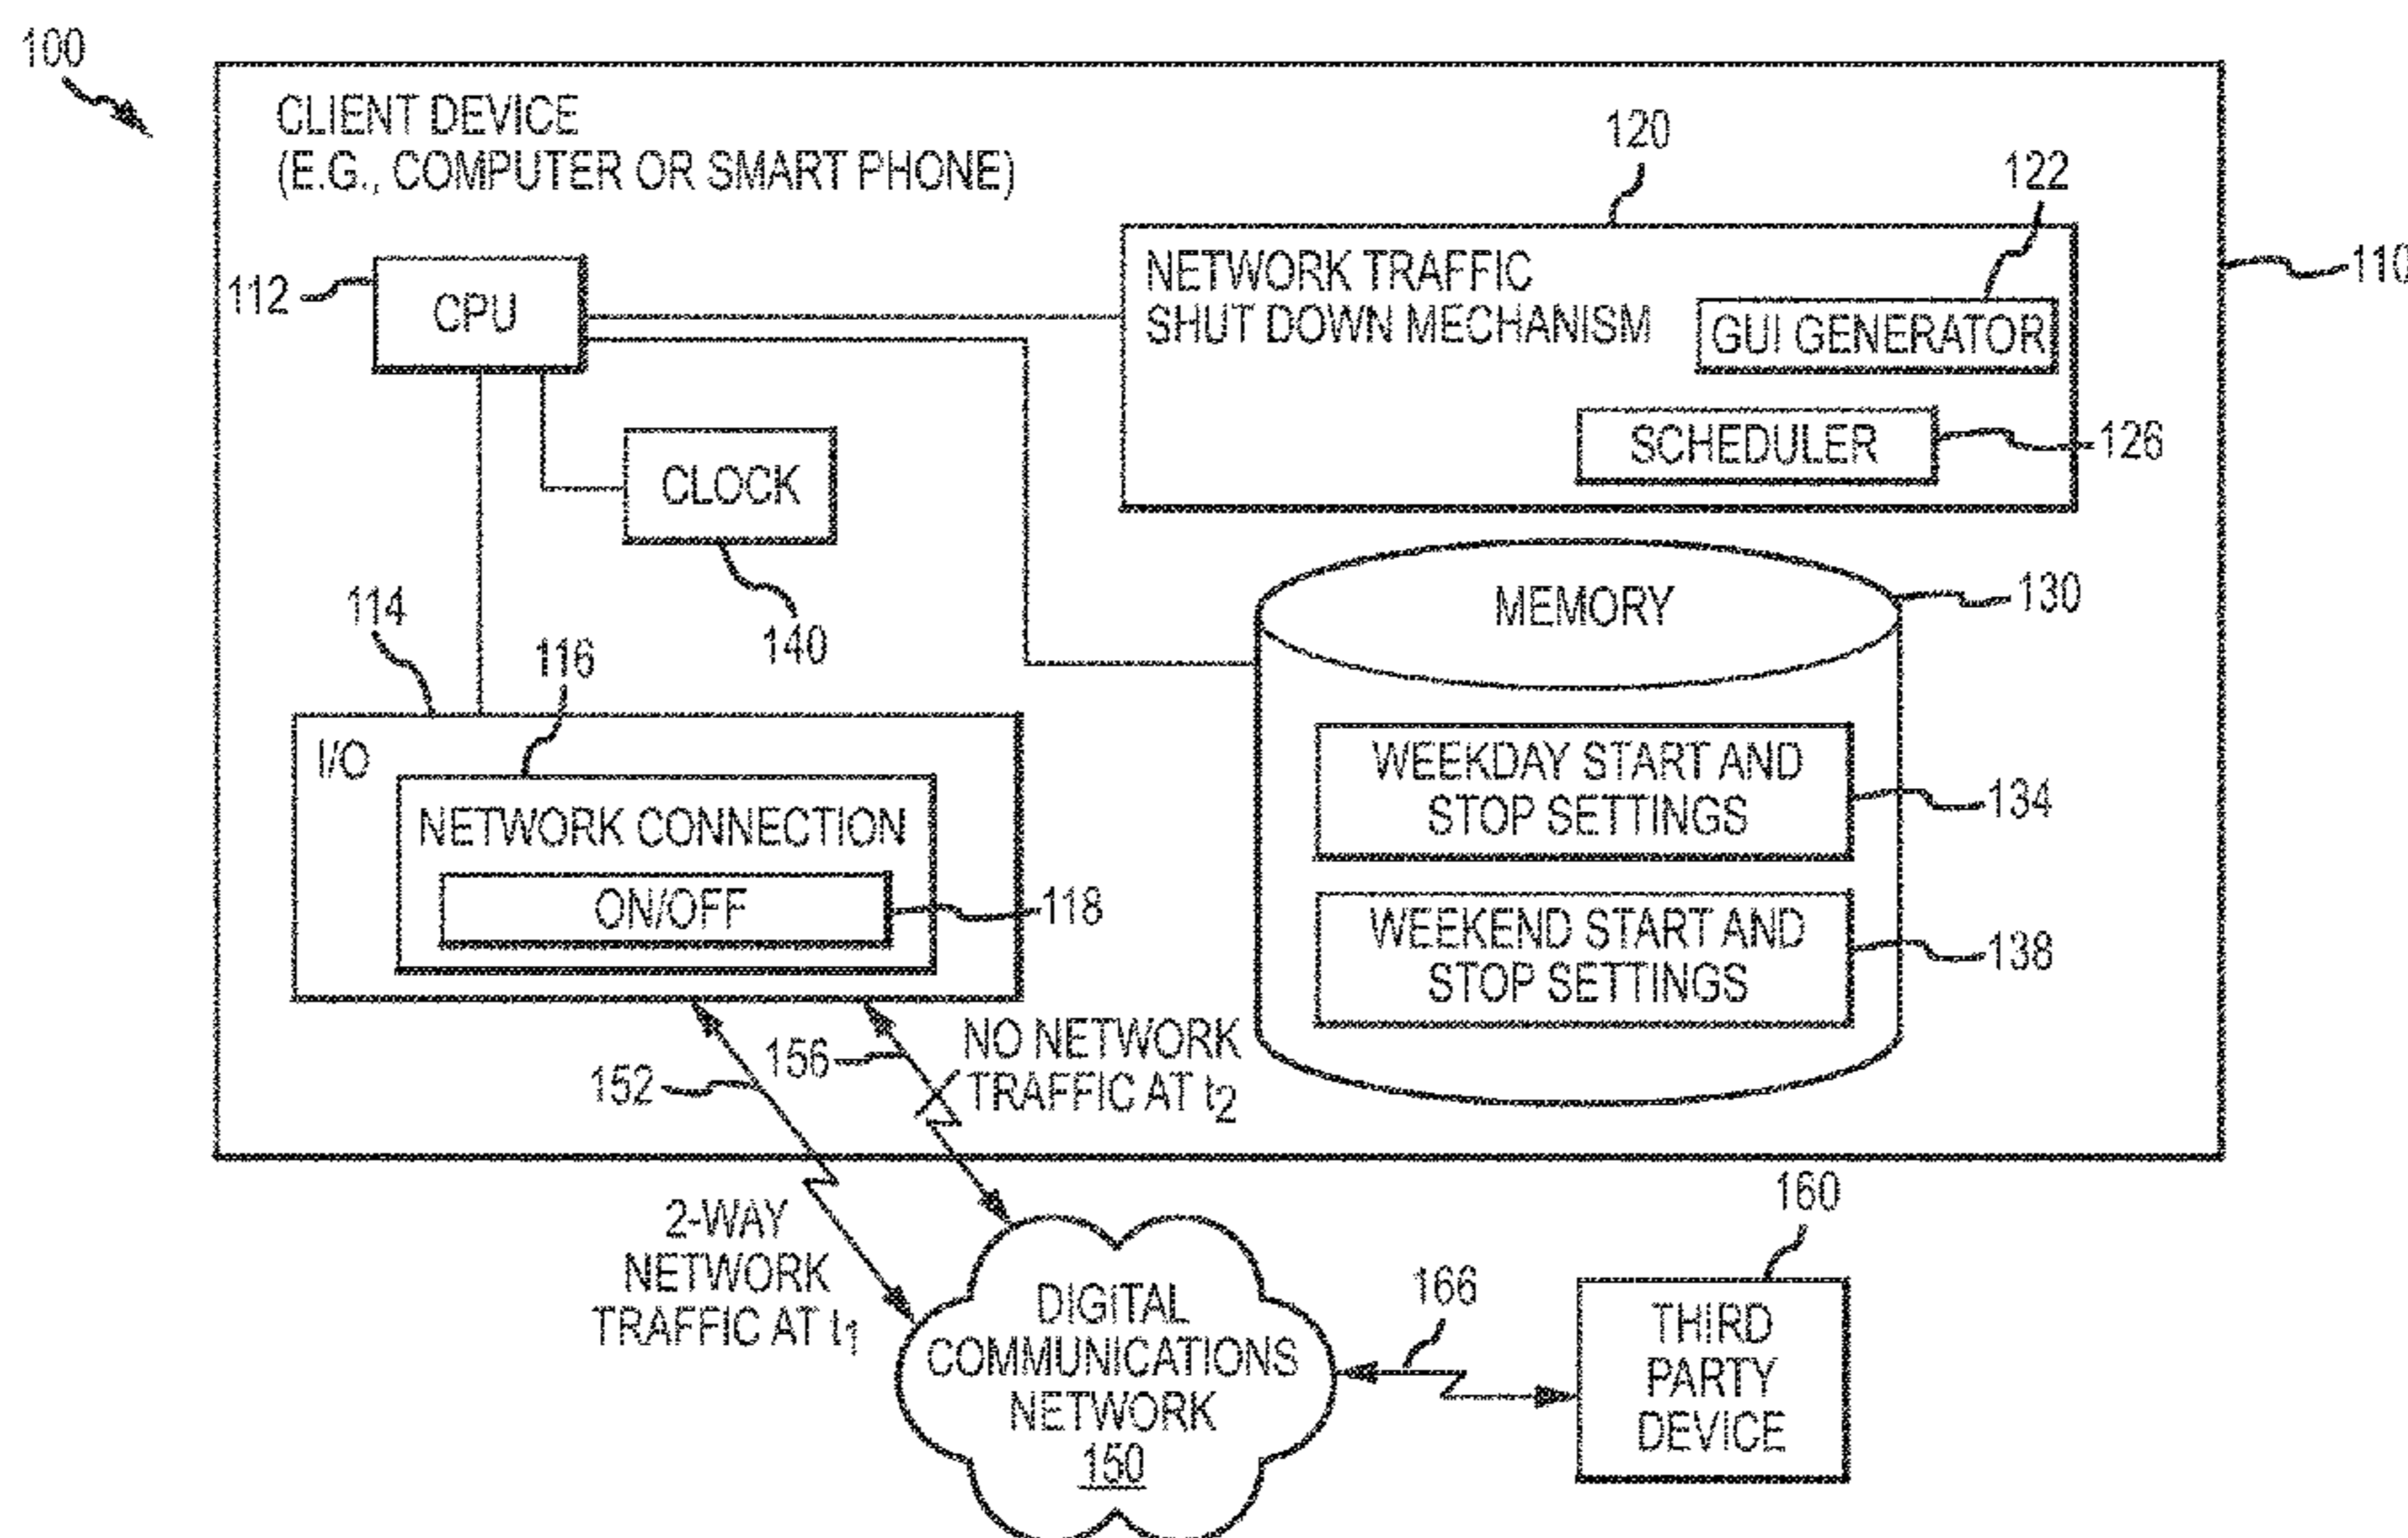 100
CLIENT DEVICE
(E.G., COMPUTER OR SMART PHONE)
120
122
110
NETWORK TRAFFIC
SHUT DOWN MECHANISM
GUI GENERATOR
SCHEDULER
126
112
CPU
CLOCK
140
MEMORY
130
114
116
I/O
NETWORK CONNECTION
ON/OFF
118
WEEKDAY START AND
STOP SETTINGS
134
WEEKEND START AND
STOP SETTINGS
138
152
156
NO NETWORK
TRAFFIC AT t2
2-WAY
NETWORK
TRAFFIC AT t1
DIGITAL
COMMUNICATIONS
NETWORK
150
166
160
THIRD
PARTY
DEVICE